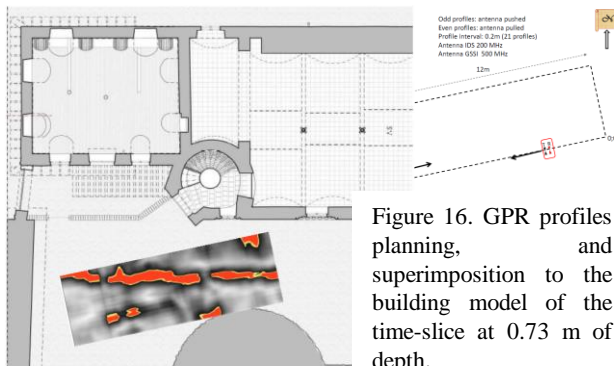 Odd profiles: antenna pushed
Even profiles: antenna pulled
Profile interval: 0.2m (21 profiles)
Antenna IDS 200 MHz
Antenna GSSI 500 MHz
12m
SV
Figure 16. GPR profiles
planning, and
superimposition to the
building model of the
time-slice at 0.73 m of
depth.